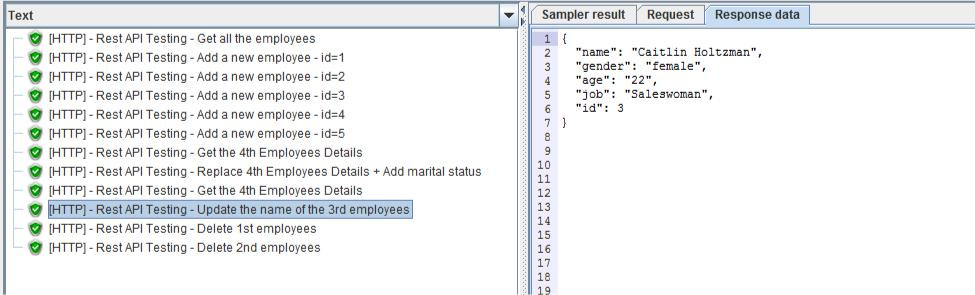 Text
[HTTP] - Rest API Testing - Get all the employees
[HTTP] - Rest API Testing - Add a new employee - id=1
[HTTP] - Rest API Testing - Add a new employee - id=2
[HTTP] - Rest API Testing - Add a new employee - id=3
[HTTP] - Rest API Testing - Add a new employee - id=4
[HTTP] - Rest API Testing - Add a new employee - id=5
[HTTP] - Rest API Testing - Get the 4th Employees Details
[HTTP] - Rest API Testing - Replace 4th Employees Details + Add marital status
[HTTP] - Rest API Testing - Get the 4th Employees Details
[HTTP] - Rest API Testing - Update the name of the 3rd employees
[HTTP] - Rest API Testing - Delete 1st employees
[HTTP] - Rest API Testing - Delete 2nd employees
Sampler result Request Response data
1 {
2 "name": "Caitlin Holtzman",
3 "gender": "female",
4 "age": "22",
5 "job": "Saleswoman",
6 "id": 3
7 }
8
9
10
11
12
13
14
15
16
17
18
19